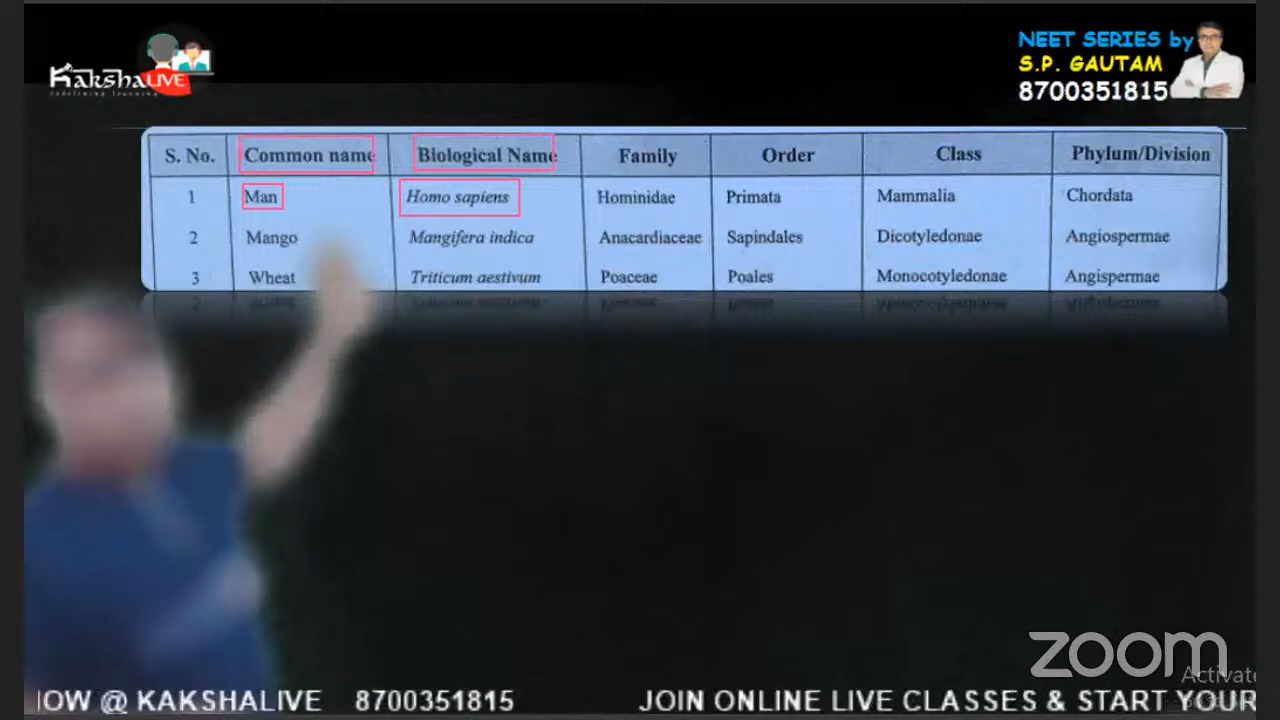 KakshaLIVE
NEET SERIES by
S.P. GAUTAM
8700351815
S. No. Common name Biological Name Family Order Class Phylum/Division
1 Man Homo sapiens Hominidae Primata Mammalia Chordata
2 Mango Mangifera indica Anacardiaceae Sapindales Dicotyledonae Angiospermae
3 Wheat Triticum aestivum Poaceae Poales Monocotyledonae Angispermae
zoom
Activate
IOW @ KAKSHALIVE 8700351815 JOIN ONLINE LIVE CLASSES & START YOUR